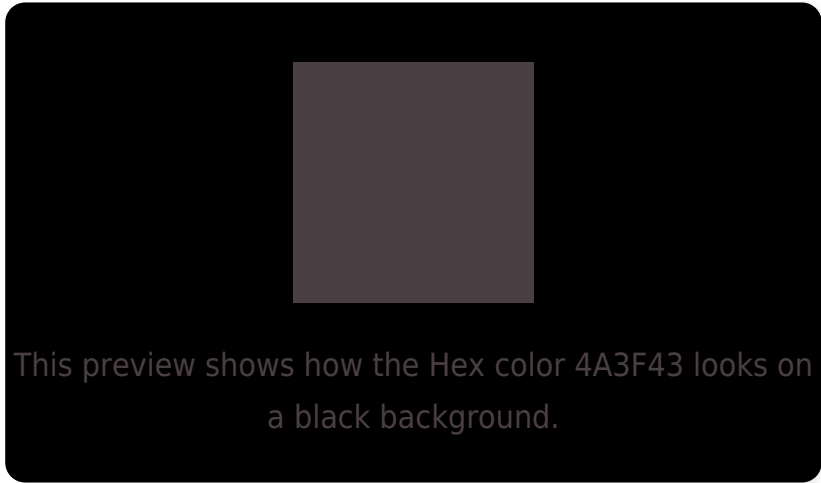 This preview shows how the Hex color 4A3F43 looks on
a black background.